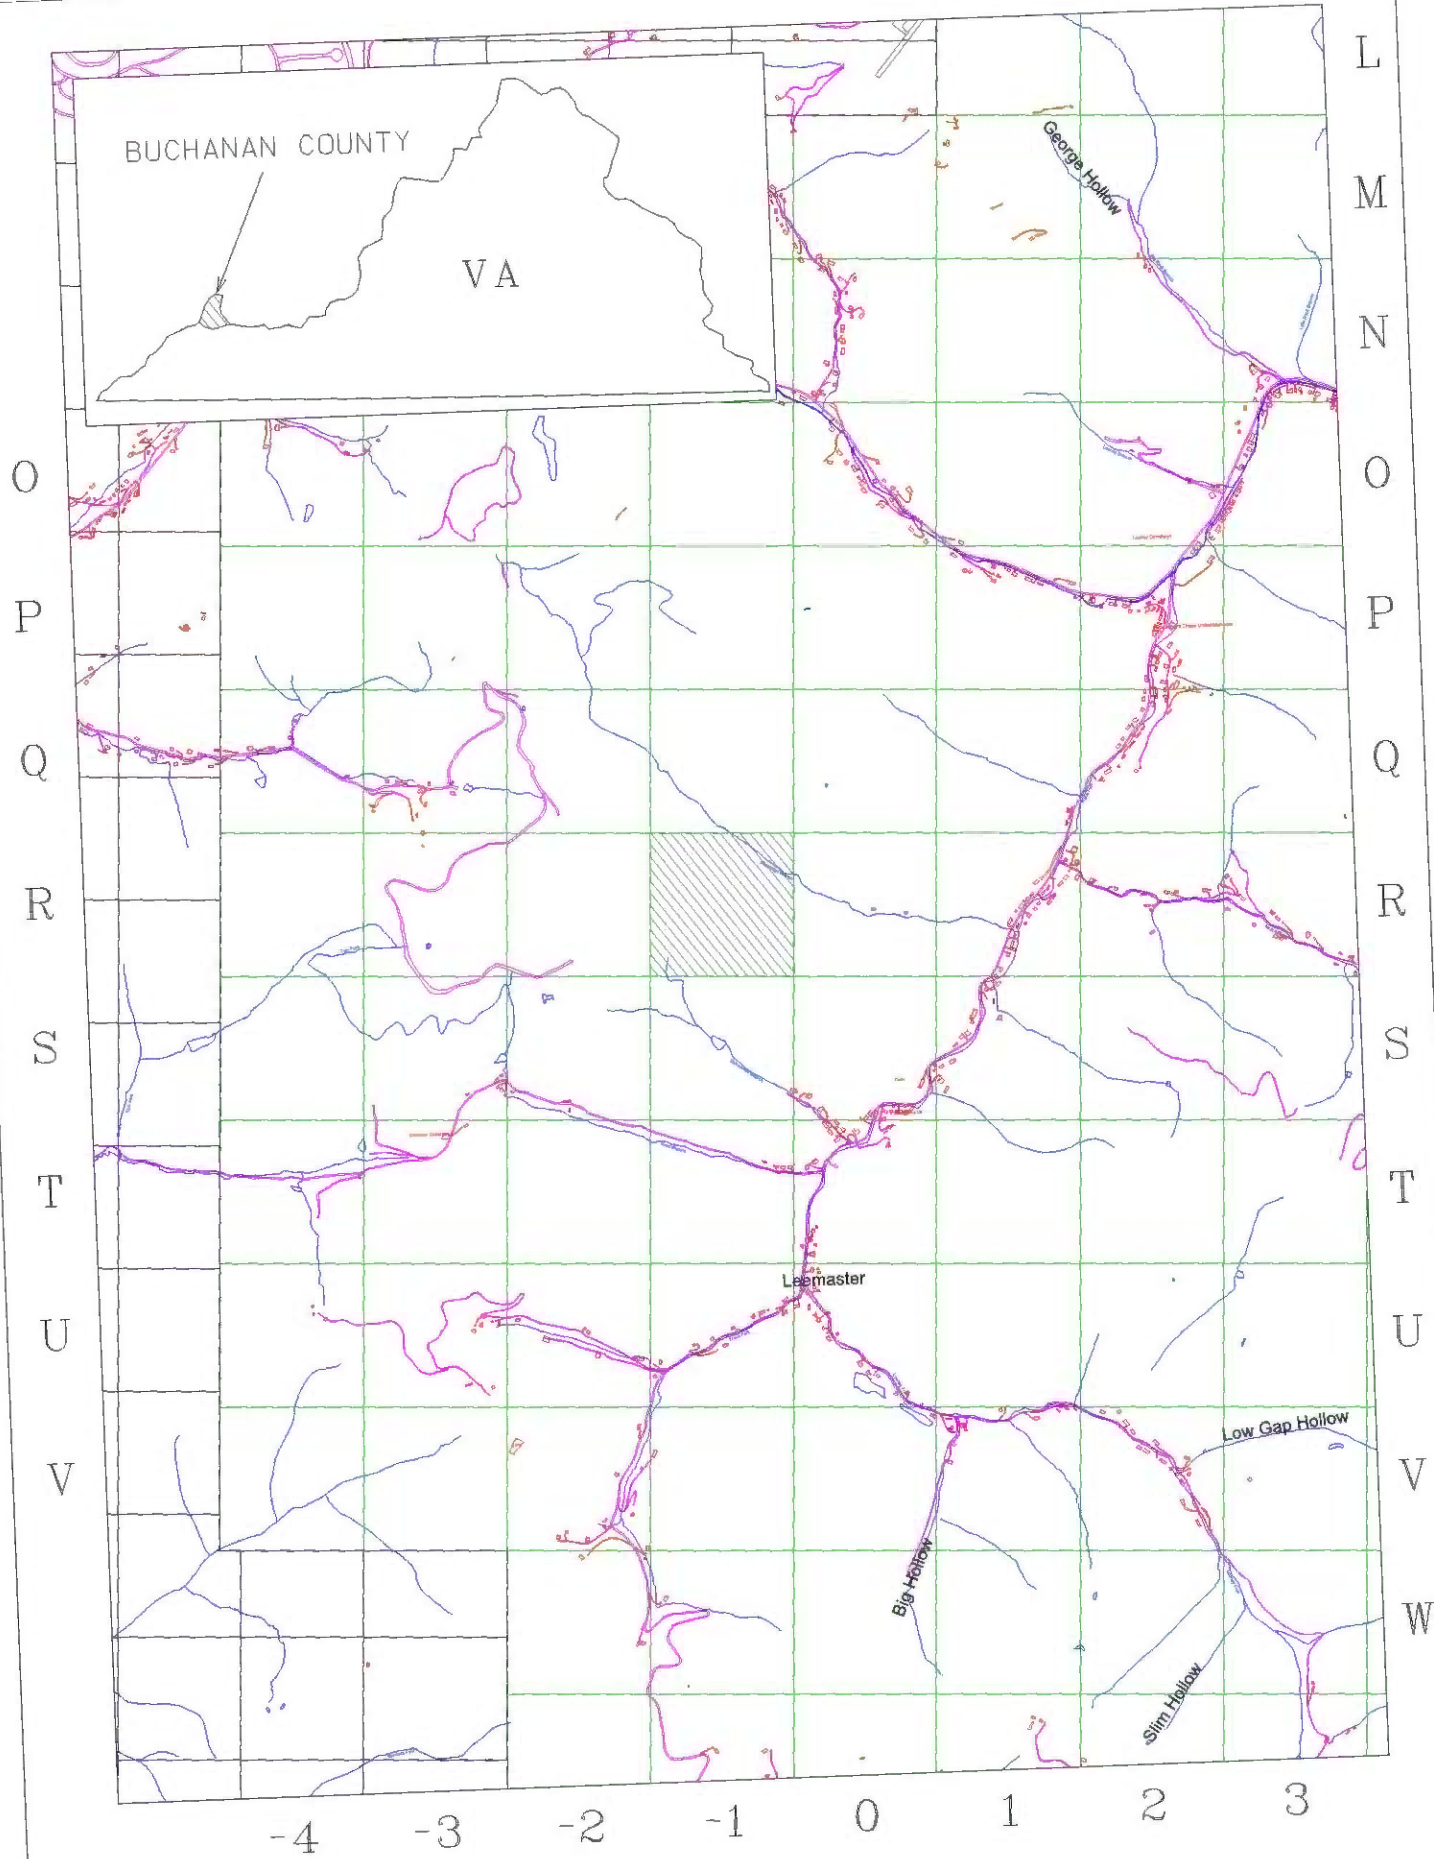 BUCHANAN COUNTY
VA
George Hollow
L
M
N
O
O
P
P
Q
Q
R
R
S
S
T
T
Leemaster
U
U
Low Gap Hollow
V
V
Big Hollow
W
Slim Hollow
-4
-3
-2
-1
0
1
2
3